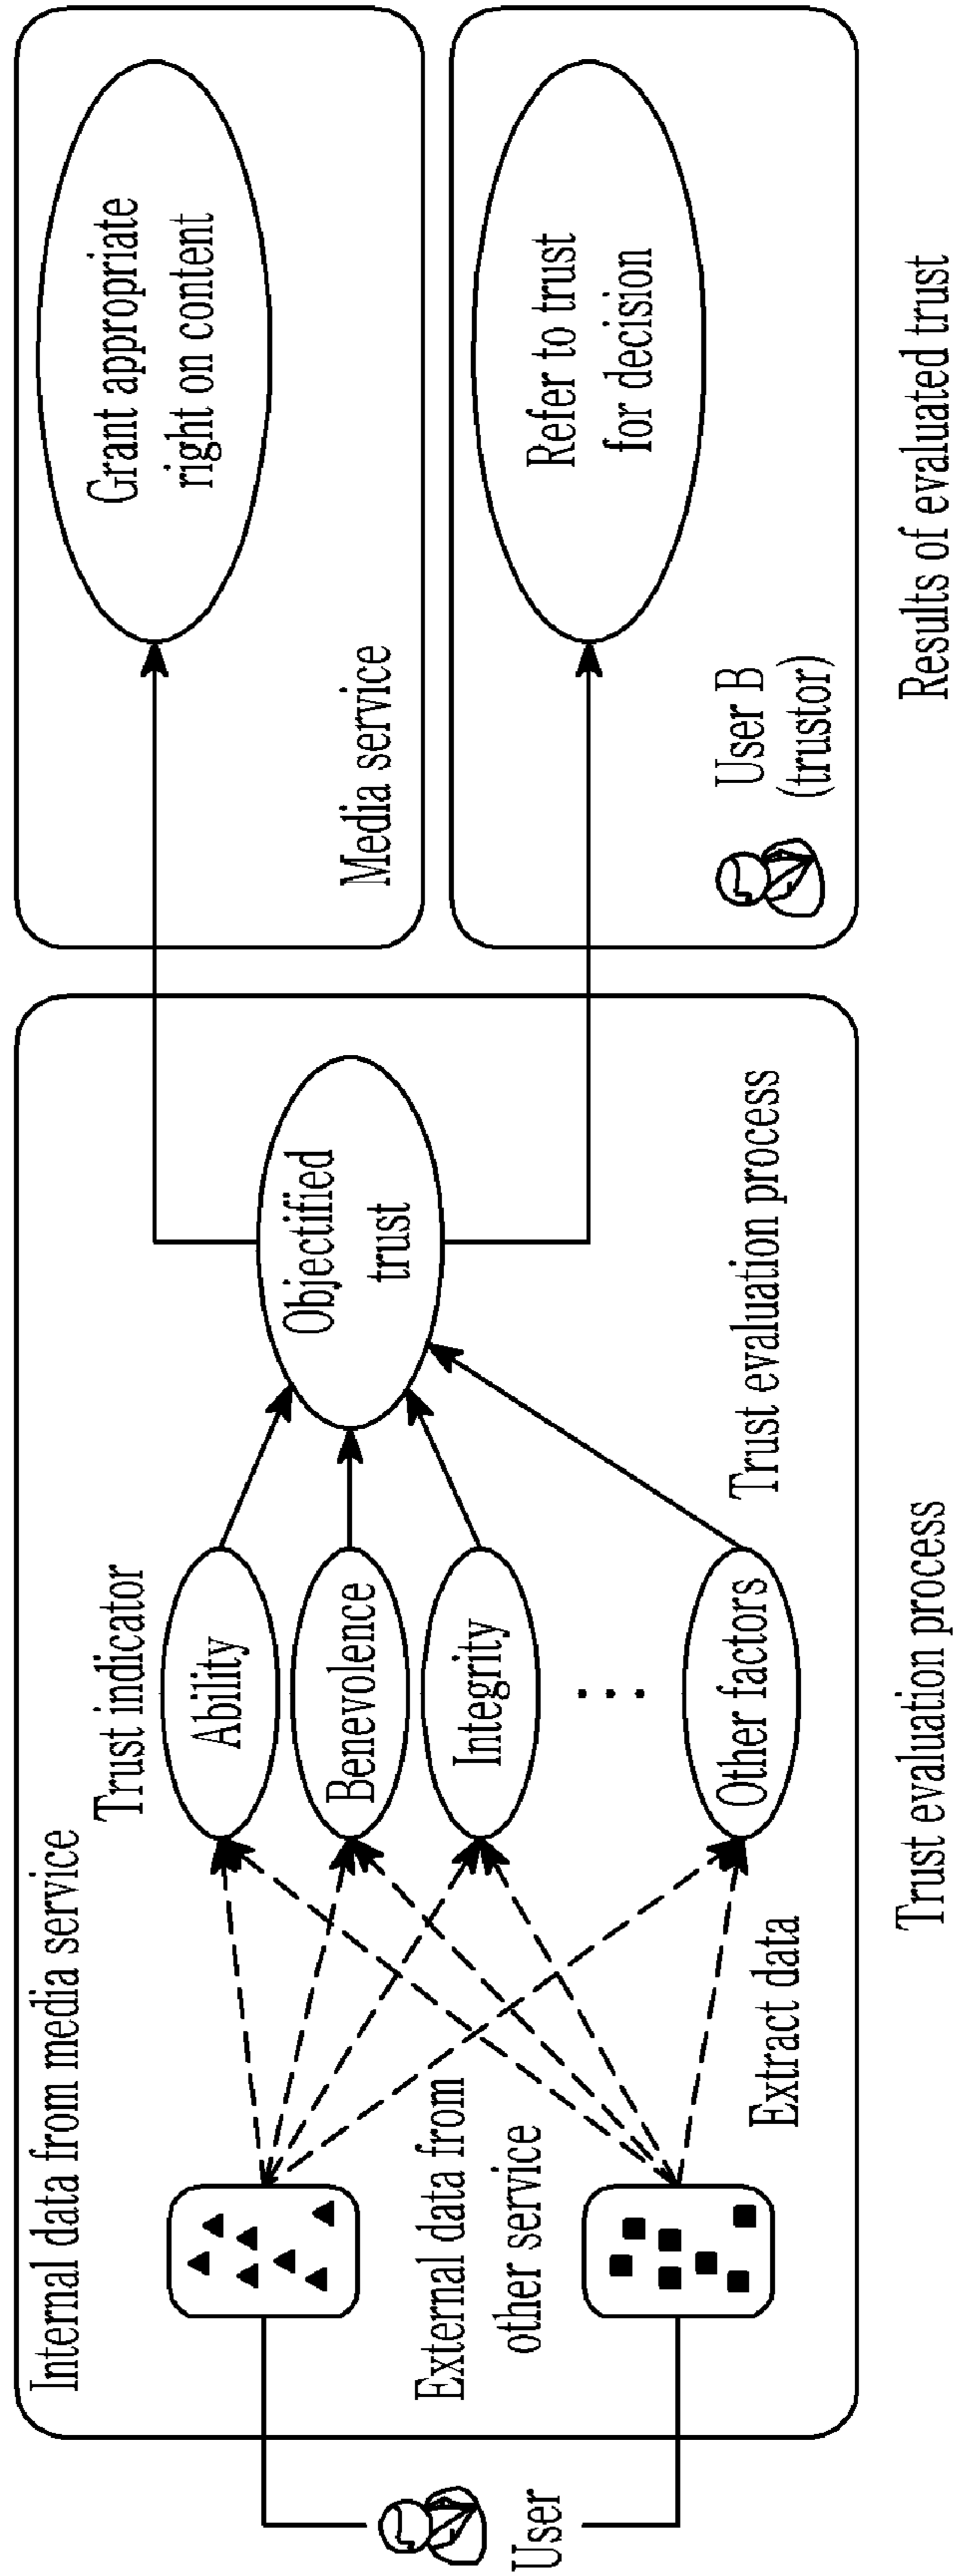 User
Internal data from media service
External data from
other service
Extract data
Trust indicator
Ability
Benevolence
Integrity
Other factors
Objectified
trust
Trust evaluation process
Trust evaluation process
Media service
Grant appropriate
right on content
User B
(trustor)
Refer to trust
for decision
Results of evaluated trust